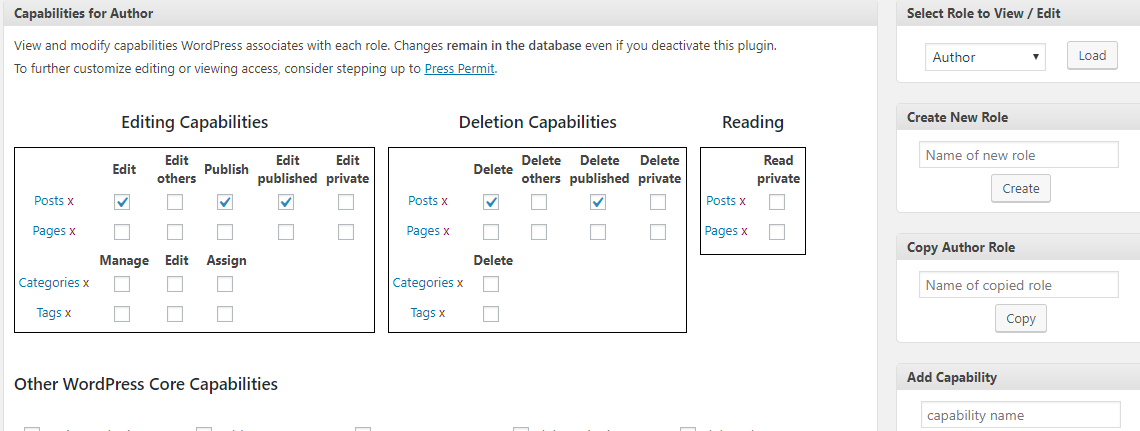 Capabilities for Author
View and modify capabilities WordPress associates with each role. Changes remain in the database even if you deactivate this plugin.
To further customize editing or viewing access, consider stepping up to Press Permit.
Editing Capabilities
Edit Edit others Publish Edit published Edit private
Posts x
Pages x
Manage Edit Assign
Categories x
Tags x
Deletion Capabilities
Delete Delete others Delete published Delete private
Posts x
Pages x
Delete
Categories x
Tags x
Reading
Read private
Posts x
Pages x
Other WordPress Core Capabilities
Select Role to View / Edit
Author Load
Create New Role
Name of new role
Create
Copy Author Role
Name of copied role
Copy
Add Capability
capability name